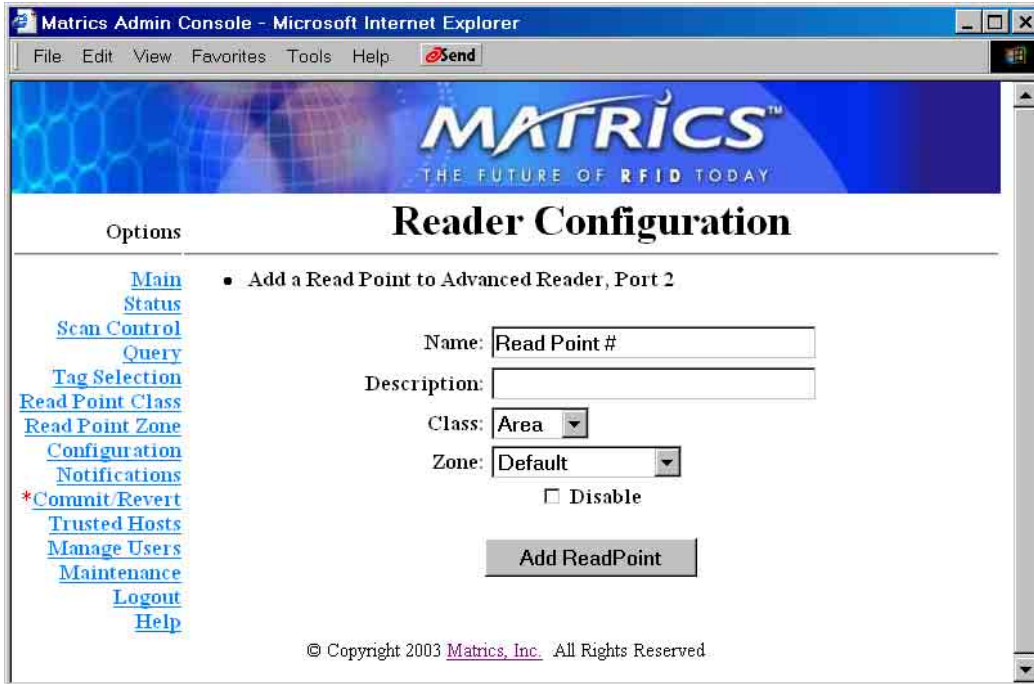 Matrics Admin Console - Microsoft Internet Explorer
File Edit View Favorites Tools Help eSend
MATRICS™
THE FUTURE OF RFID TODAY
Options
Reader Configuration
Main
Status
Scan Control
Query
Tag Selection
Read Point Class
Read Point Zone
Configuration
Notifications
*Commit/Revert
Trusted Hosts
Manage Users
Maintenance
Logout
Help
• Add a Read Point to Advanced Reader, Port 2
Name: Read Point #
Description:
Class: Area
Zone: Default
Disable
Add ReadPoint
© Copyright 2003 Matrics, Inc. All Rights Reserved